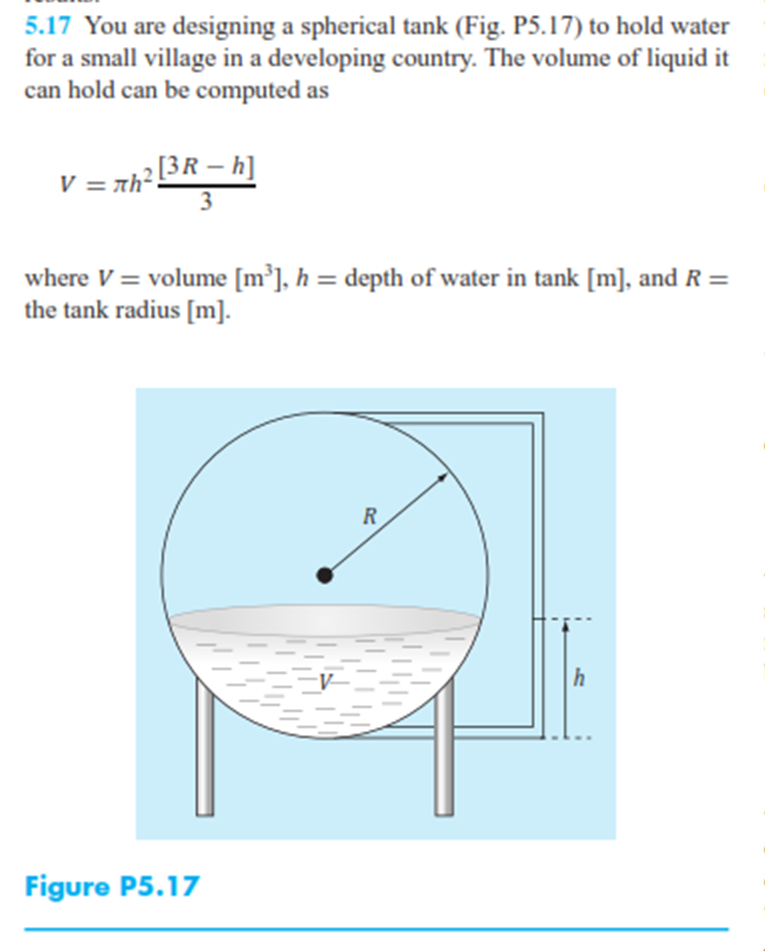 5.17 You are designing a spherical tank (Fig. P5.17) to hold water
for a small village in a developing country. The volume of liquid it
can hold can be computed as
V = πh² [3R − h]
3
where V = volume [m³], h = depth of water in tank [m], and R =
the tank radius [m].
R
V
h
Figure P5.17